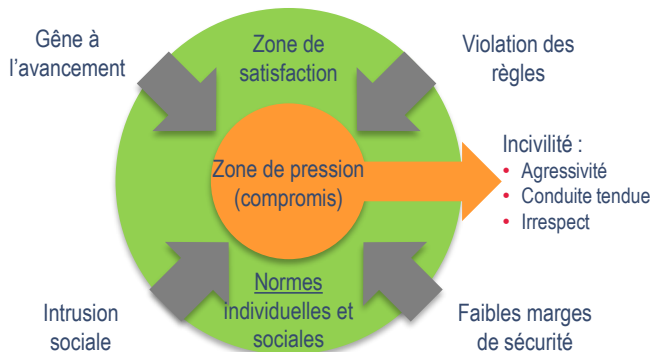 Gêne à
l'avancement
Zone de
satisfaction
Violation des
règles
Zone de pression
(compromis)
Incivilité :
• Agressivité
• Conduite tendue
• Irrespect
Intrusion
sociale
Normes
individuelles et
sociales
Faibles marges
de sécurité